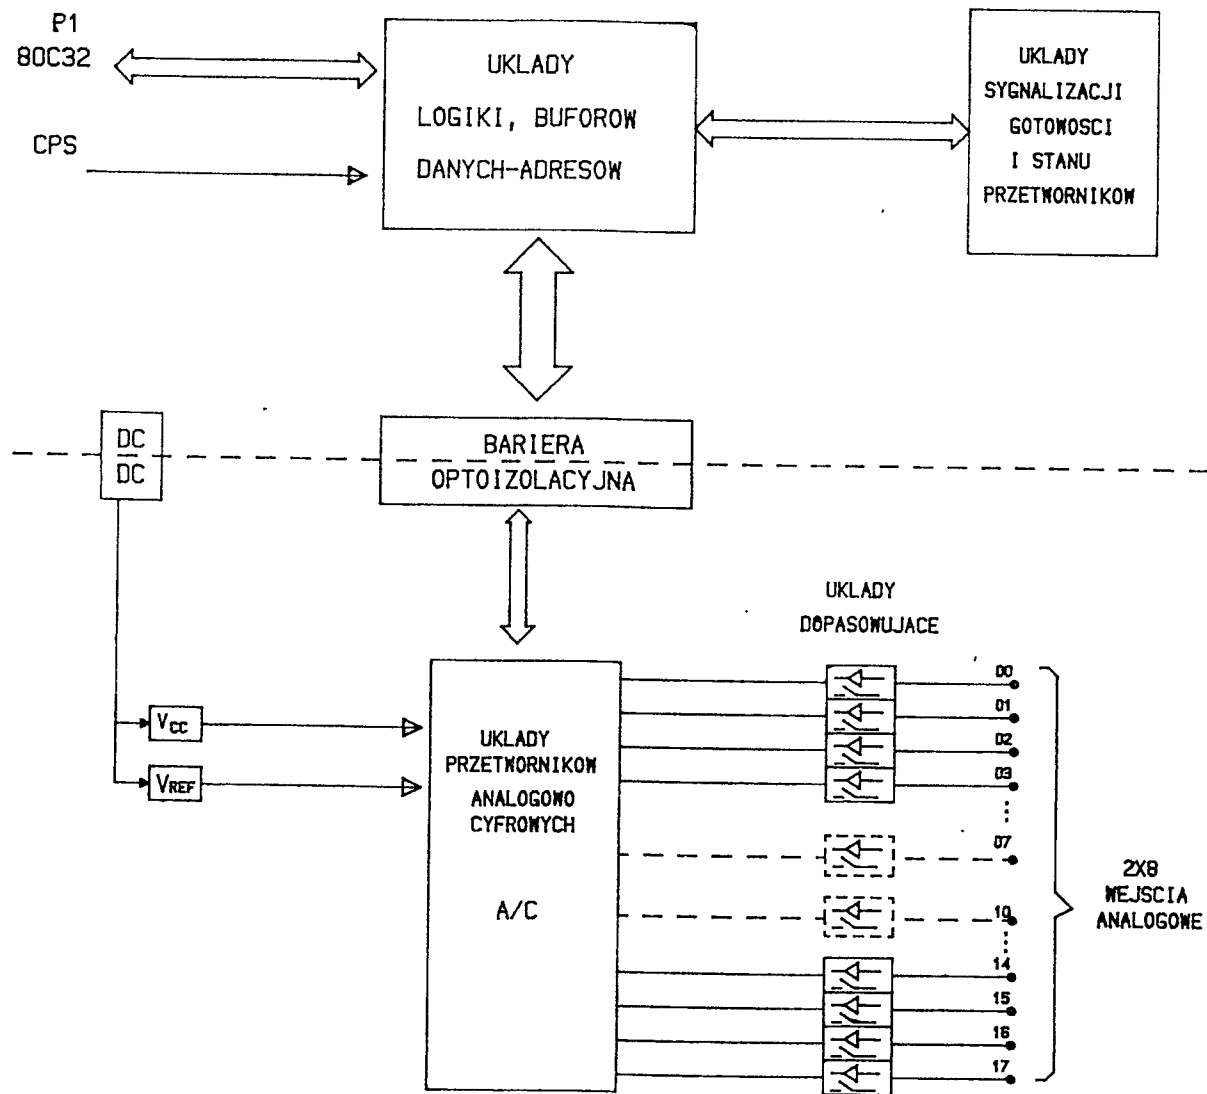 P1
80C32
CPS
UKLADY
LOGIKI, BUFOROW
DANYCH-ADRESOW
UKLADY
SYGNALIZACJI
GOTOWOSCI
I STANU
PRZETWORNIKOW
DC
DC
BARIERA
OPTOIZOLACYJNA
UKLADY
DOPASOWUJACE
VCC
VREF
UKLADY
PRZETWORNIKOW
ANALOGOWO
CYFROWYCH
A/C
00
01
02
03
07
10
14
15
16
17
2X8
WEJSCIA
ANALOGOWE